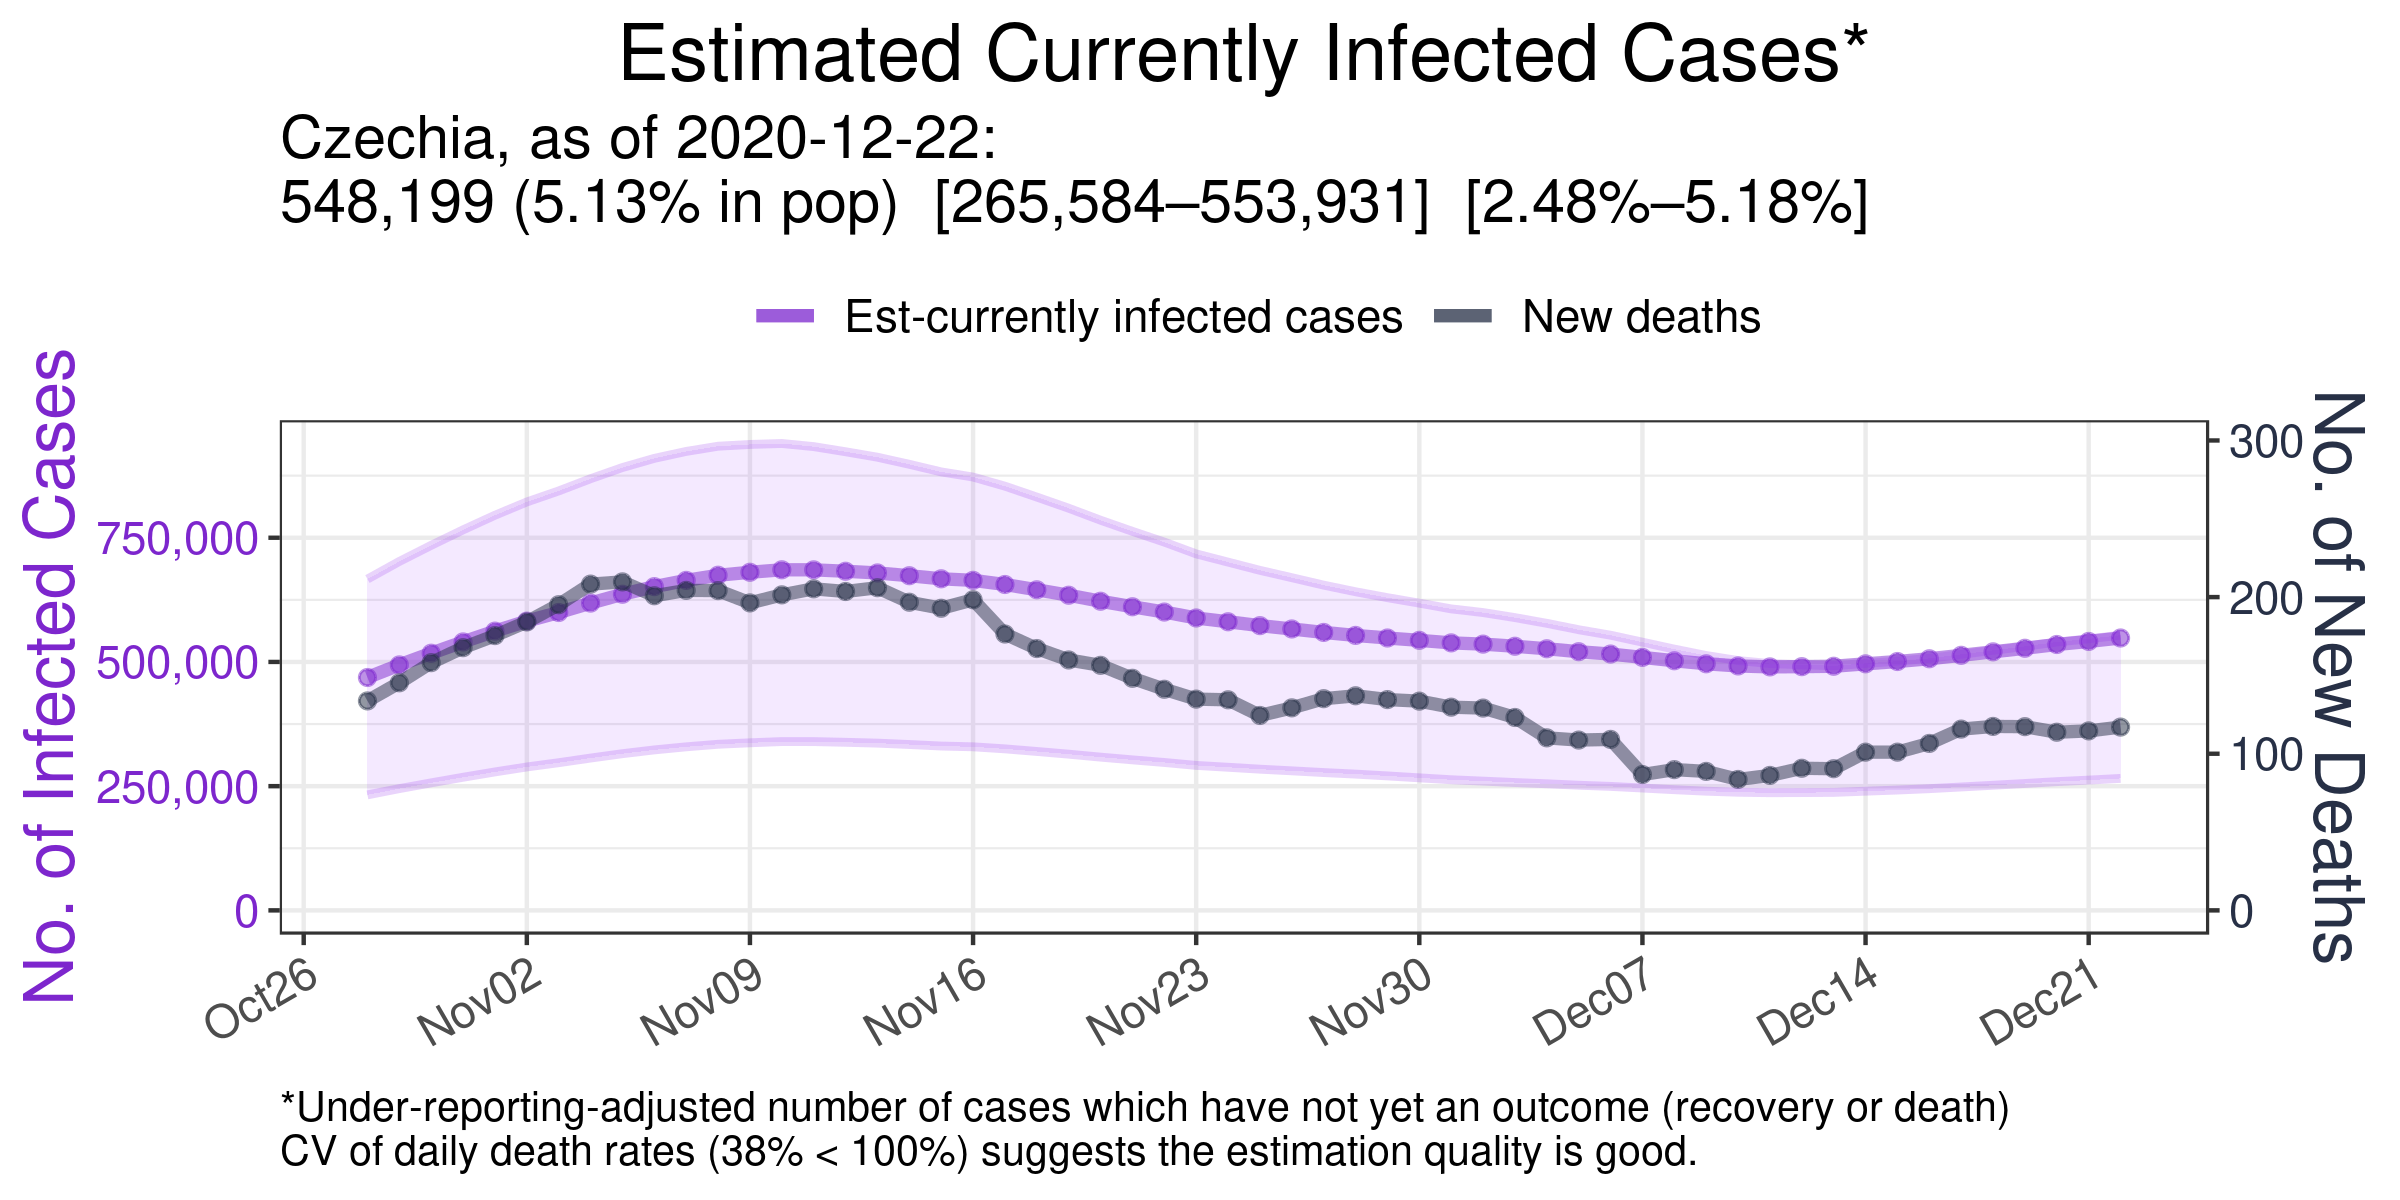 Estimated Currently Infected Cases*
Czechia, as of 2020-12-22:
548,199 (5.13% in pop)  [265,584–553,931]  [2.48%–5.18%]
Est-currently infected cases
New deaths
No. of Infected Cases
750,000
500,000
250,000
0
300
200
100
0
No. of New Deaths
Oct26
Nov02
Nov09
Nov16
Nov23
Nov30
Dec07
Dec14
Dec21
*Under-reporting-adjusted number of cases which have not yet an outcome (recovery or death)
CV of daily death rates (38% < 100%) suggests the estimation quality is good.